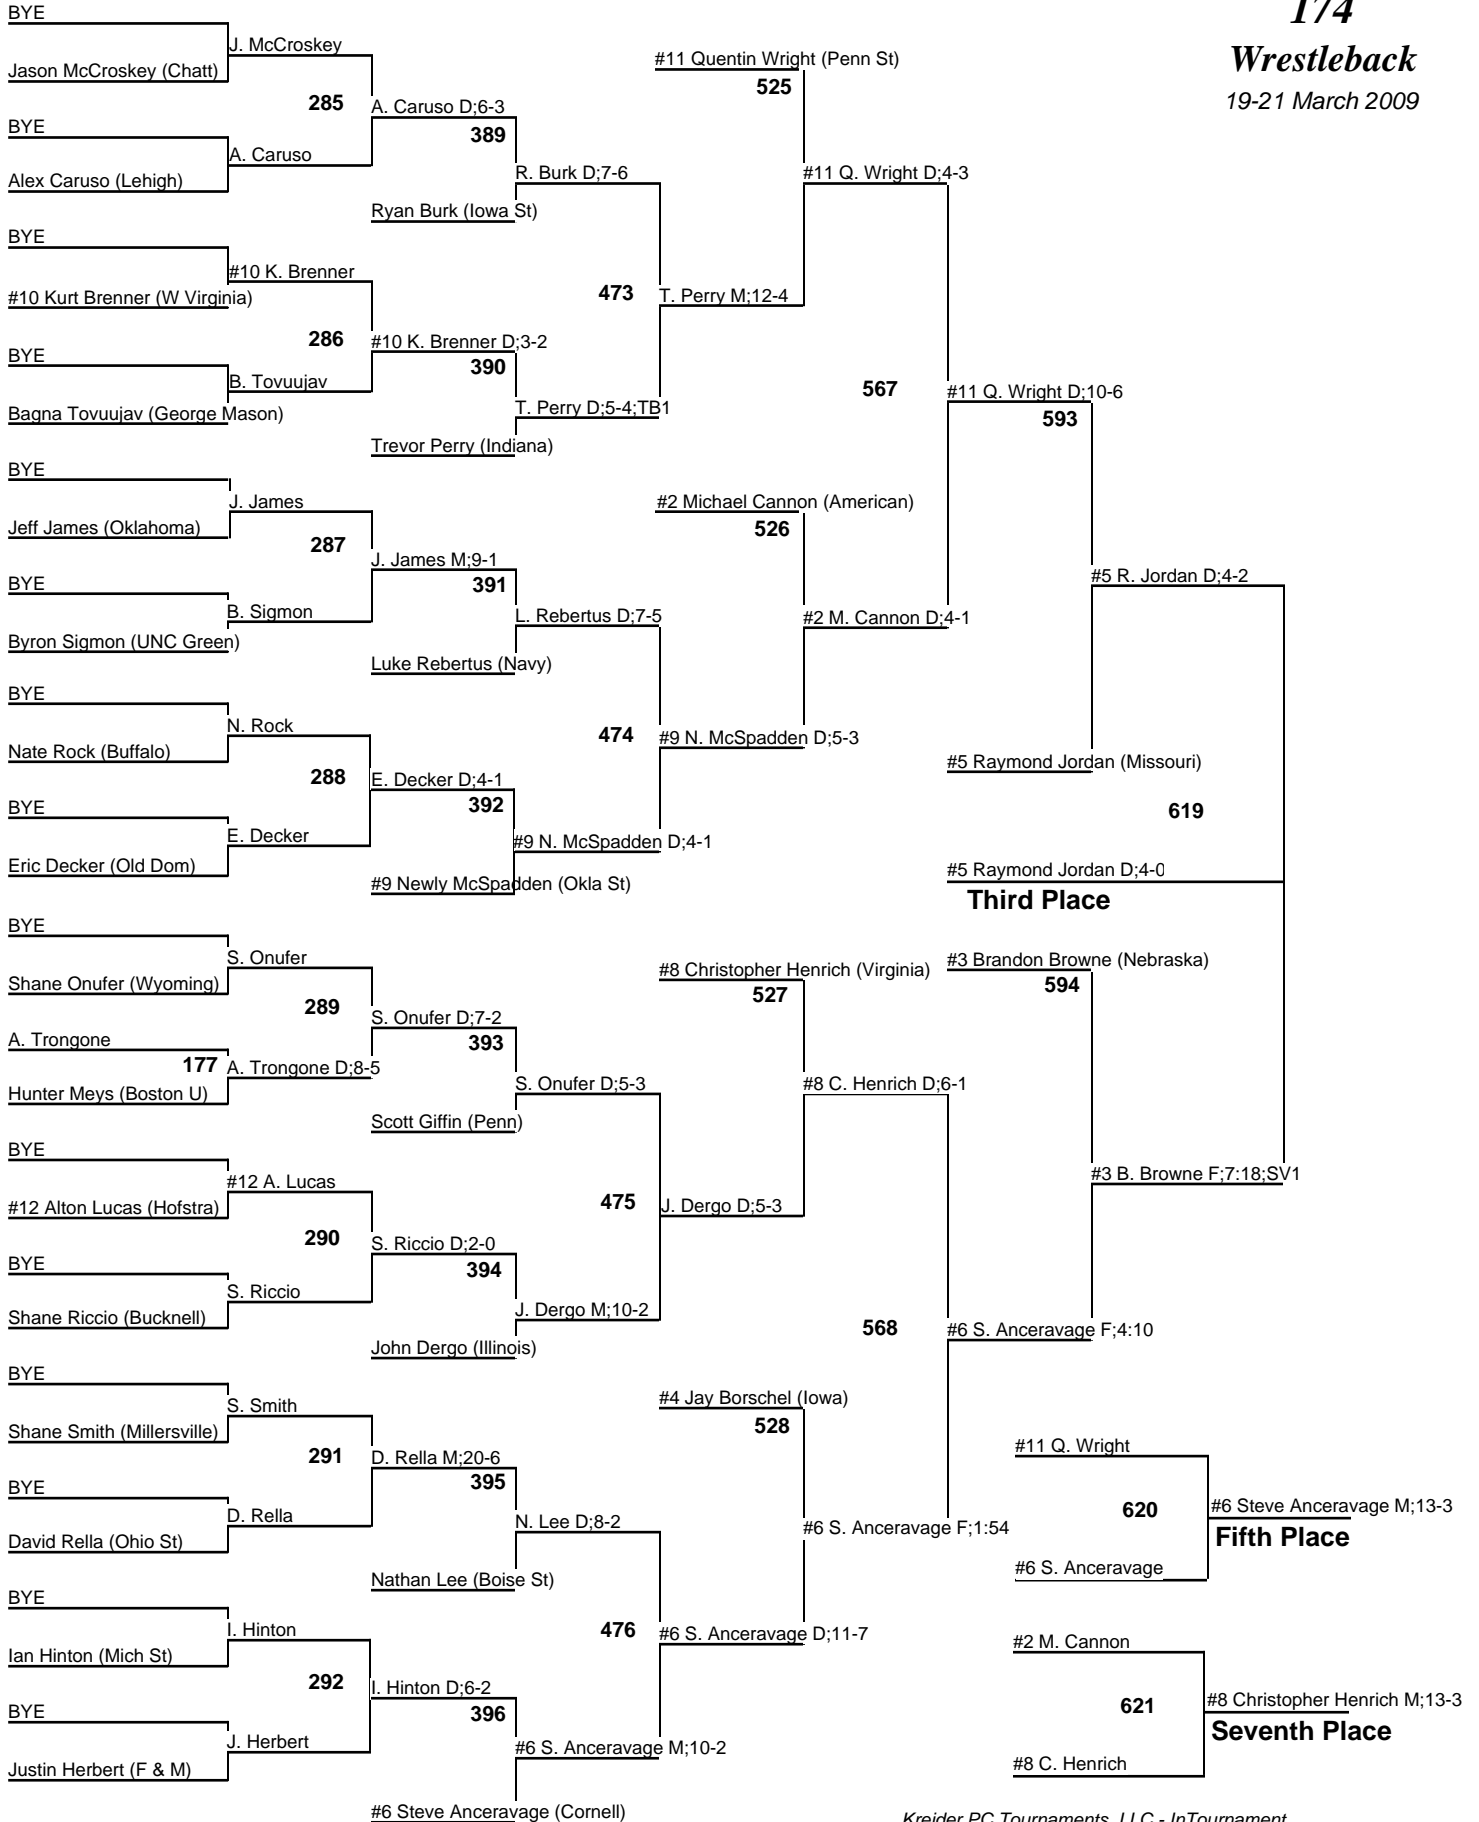 174
Wrestleback
19-21 March 2009
BYE
J. McCroskey
Jason McCroskey (Chatt)
285
A. Caruso D;6-3
389
BYE
A. Caruso
Alex Caruso (Lehigh)
R. Burk D;7-6
Ryan Burk (Iowa St)
BYE
#10 K. Brenner
#10 Kurt Brenner (W Virginia)
286
#10 K. Brenner D;3-2
390
BYE
B. Tovuujav
Bagna Tovuujav (George Mason)
T. Perry D;5-4;TB1
Trevor Perry (Indiana)
473
T. Perry M;12-4
#11 Quentin Wright (Penn St)
525
#11 Q. Wright D;4-3
BYE
J. James
Jeff James (Oklahoma)
287
J. James M;9-1
391
BYE
B. Sigmon
Byron Sigmon (UNC Green)
L. Rebertus D;7-5
Luke Rebertus (Navy)
BYE
N. Rock
Nate Rock (Buffalo)
288
E. Decker D;4-1
392
BYE
E. Decker
Eric Decker (Old Dom)
#9 N. McSpadden D;4-1
#9 Newly McSpadden (Okla St)
474
#9 N. McSpadden D;5-3
#2 Michael Cannon (American)
526
#2 M. Cannon D;4-1
567
#11 Q. Wright D;10-6
593
#5 R. Jordan D;4-2
#5 Raymond Jordan (Missouri)
619
#5 Raymond Jordan D;4-0
Third Place
BYE
S. Onufer
Shane Onufer (Wyoming)
289
S. Onufer D;7-2
393
A. Trongone
177
A. Trongone D;8-5
Hunter Meys (Boston U)
S. Onufer D;5-3
Scott Giffin (Penn)
BYE
#12 A. Lucas
#12 Alton Lucas (Hofstra)
290
S. Riccio D;2-0
394
BYE
S. Riccio
Shane Riccio (Bucknell)
J. Dergo M;10-2
John Dergo (Illinois)
475
J. Dergo D;5-3
#8 Christopher Henrich (Virginia)
527
#8 C. Henrich D;6-1
#3 Brandon Browne (Nebraska)
594
#3 B. Browne F;7:18;SV1
568
#6 S. Anceravage F;4:10
BYE
S. Smith
Shane Smith (Millersville)
291
D. Rella M;20-6
395
BYE
D. Rella
David Rella (Ohio St)
N. Lee D;8-2
Nathan Lee (Boise St)
BYE
I. Hinton
Ian Hinton (Mich St)
292
I. Hinton D;6-2
396
BYE
J. Herbert
Justin Herbert (F & M)
#6 S. Anceravage M;10-2
#6 Steve Anceravage (Cornell)
476
#6 S. Anceravage D;11-7
#4 Jay Borschel (Iowa)
528
#6 S. Anceravage F;1:54
#11 Q. Wright
620
#6 Steve Anceravage M;13-3
Fifth Place
#6 S. Anceravage
#2 M. Cannon
621
#8 Christopher Henrich M;13-3
Seventh Place
#8 C. Henrich
Kreider PC Tournaments, LLC - InTournament